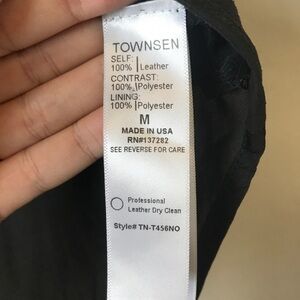 TOWNSEN
SELF:
100% | Leather
CONTRAST:
100% | Polyester
LINING:
100% | Polyester
M
MADE IN USA
RN#137282
SEE REVERSE FOR CARE
Professional
Leather Dry Clean
Style# TN-T456NO